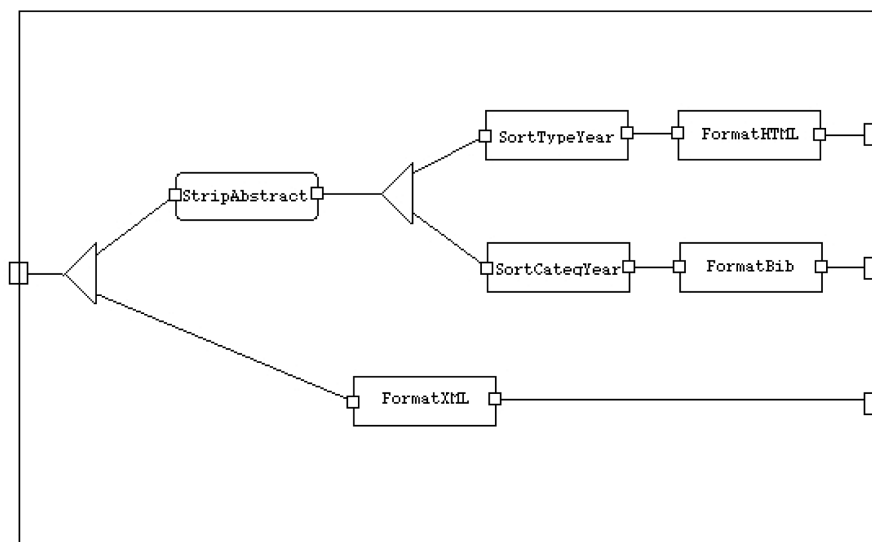 SortTypeYear
FormatHTML
StripAbstract
SortCategYear
FormatBib
FormatXML